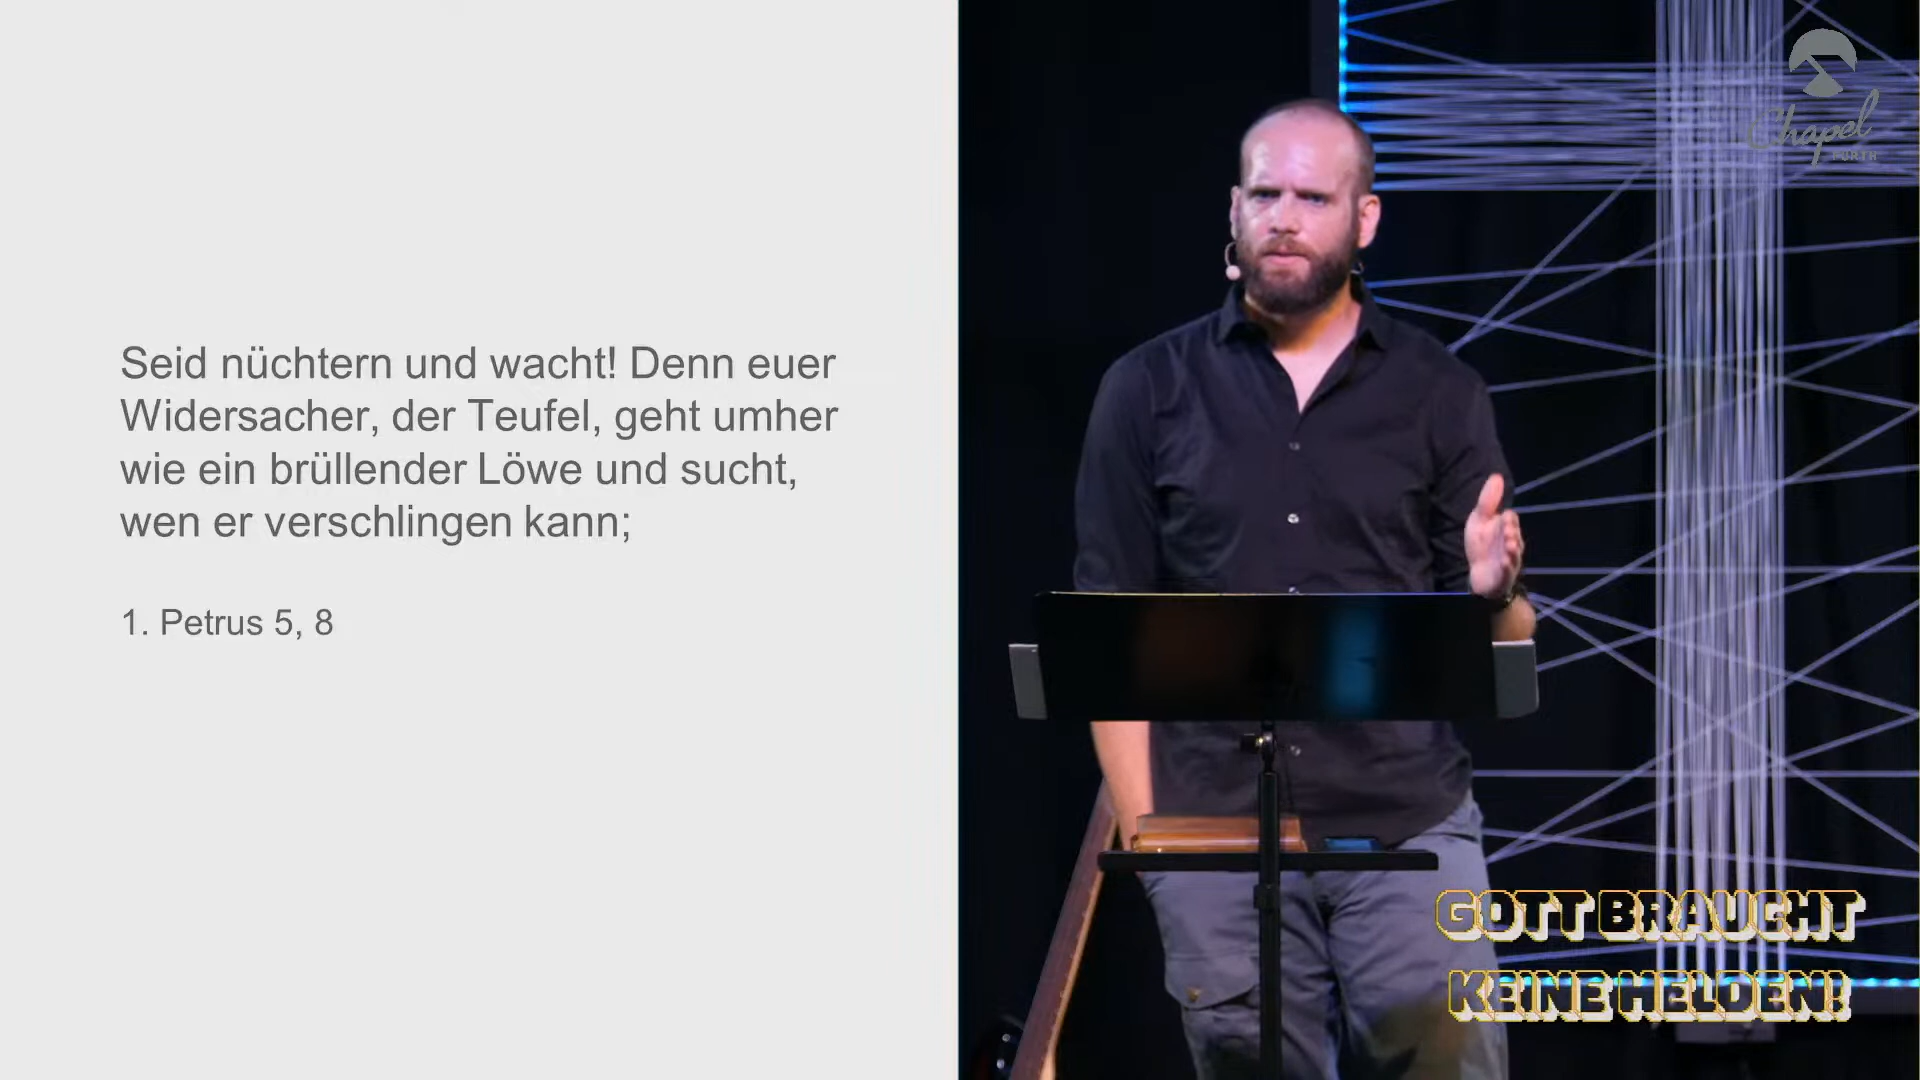 Seid nüchtern und wacht! Denn euer
Widersacher, der Teufel, geht umher
wie ein brüllender Löwe und sucht,
wen er verschlingen kann;
1. Petrus 5, 8
Chapel
FÜRTH
GOTT BRAUCHT
KEINE HELDEN!